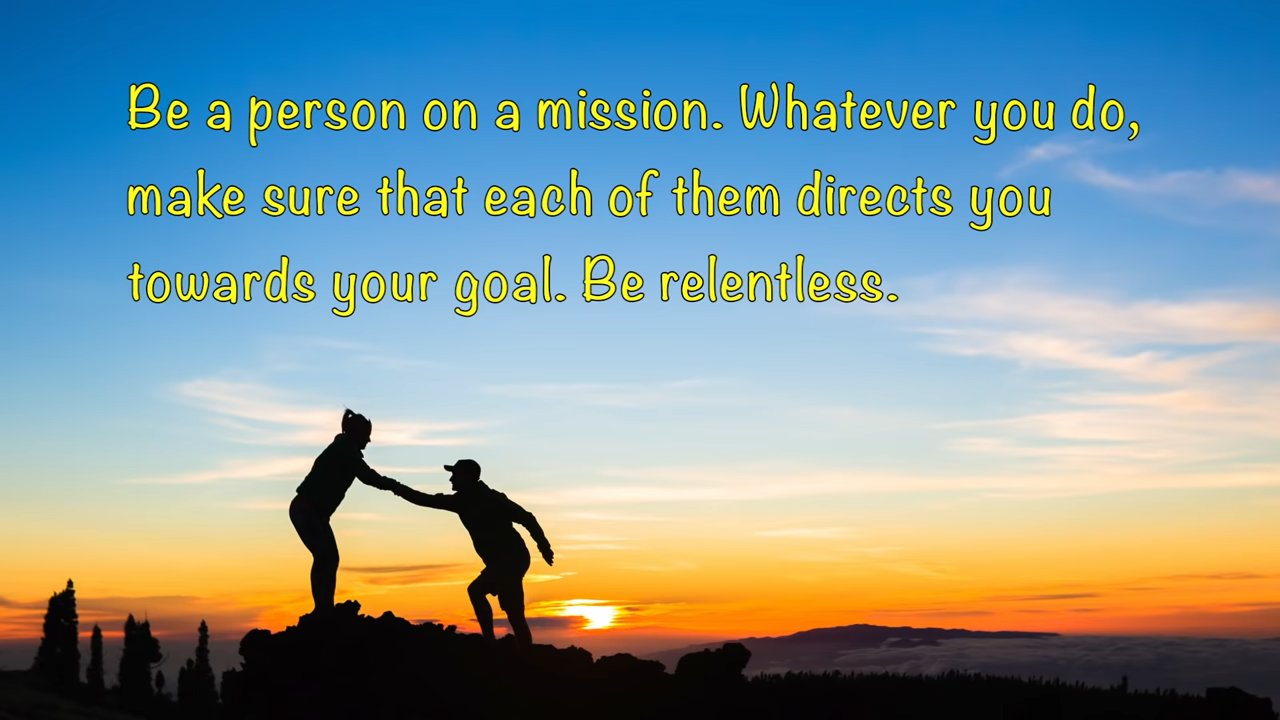 Be a person on a mission. Whatever you do,
make sure that each of them directs you
towards your goal. Be relentless.